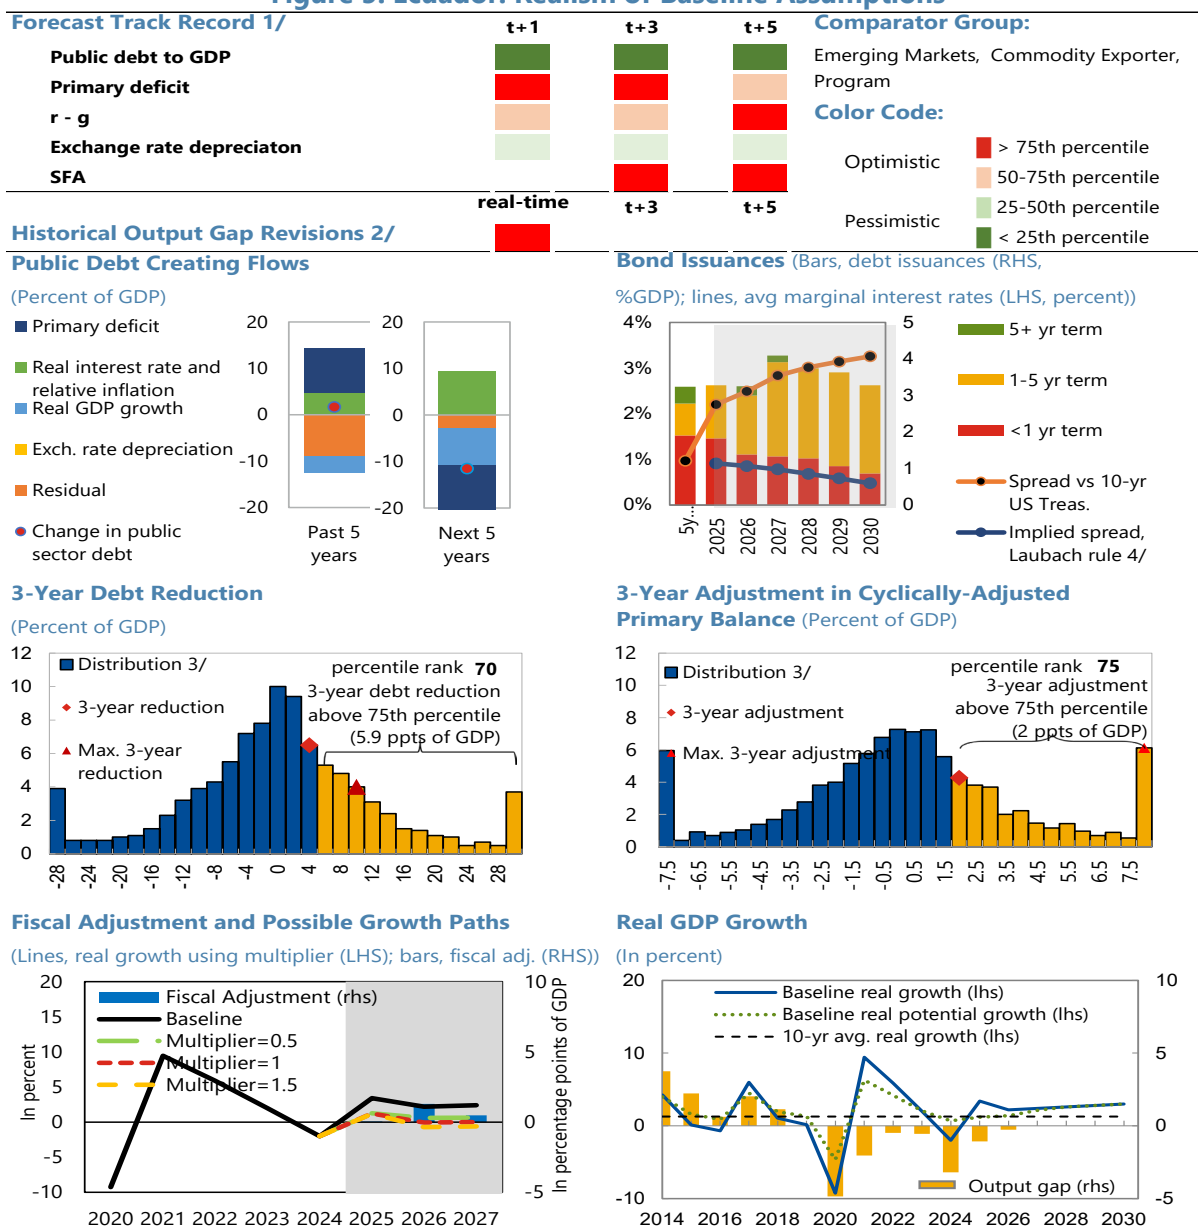 Figure 3. Ecuador: Realism of Baseline Assumptions
Forecast Track Record 1/
t+1
t+3
t+5
Comparator Group:
Public debt to GDP
Emerging Markets, Commodity Exporter,
Program
Primary deficit
r - g
Color Code:
Exchange rate depreciaton
SFA
Optimistic
> 75th percentile
50-75th percentile
Pessimistic
25-50th percentile
< 25th percentile
real-time
t+3
t+5
Historical Output Gap Revisions 2/
Public Debt Creating Flows
(Percent of GDP)
Primary deficit
Real interest rate and
relative inflation
Real GDP growth
Exch. rate depreciation
Residual
Change in public
sector debt
20
10
0
-10
-20
20
10
0
-10
-20
Past 5
years
Next 5
years
Bond Issuances (Bars, debt issuances (RHS,
%GDP); lines, avg marginal interest rates (LHS, percent))
4%
3%
2%
1%
0%
5
4
3
2
1
0
5y...
2025
2026
2027
2028
2029
2030
5+ yr term
1-5 yr term
<1 yr term
Spread vs 10-yr
US Treas.
Implied spread,
Laubach rule 4/
3-Year Debt Reduction
(Percent of GDP)
12
10
8
6
4
2
0
Distribution 3/
3-year reduction
Max. 3-year
reduction
percentile rank 70
3-year debt reduction
above 75th percentile
(5.9 ppts of GDP)
-28
-24
-20
-16
-12
-8
-4
0
4
8
12
16
20
24
28
3-Year Adjustment in Cyclically-Adjusted
Primary Balance (Percent of GDP)
12
10
8
6
4
2
0
Distribution 3/
3-year adjustment
Max. 3-year adjustment
percentile rank 75
3-year adjustment
above 75th percentile
(2 ppts of GDP)
-7.5
-6.5
-5.5
-4.5
-3.5
-2.5
-1.5
-0.5
0.5
1.5
2.5
3.5
4.5
5.5
6.5
7.5
Fiscal Adjustment and Possible Growth Paths
(Lines, real growth using multiplier (LHS); bars, fiscal adj. (RHS))
20
15
10
5
0
-5
-10
In percent
Fiscal Adjustment (rhs)
Baseline
Multiplier=0.5
Multiplier=1
Multiplier=1.5
10
5
0
-5
In percentage points of GDP
2020 2021 2022 2023 2024 2025 2026 2027
Real GDP Growth
(In percent)
20
10
0
-10
Baseline real growth (lhs)
Baseline real potential growth (lhs)
10-yr avg. real growth (lhs)
Output gap (rhs)
10
5
0
-5
2014 2016 2018 2020 2022 2024 2026 2028 2030